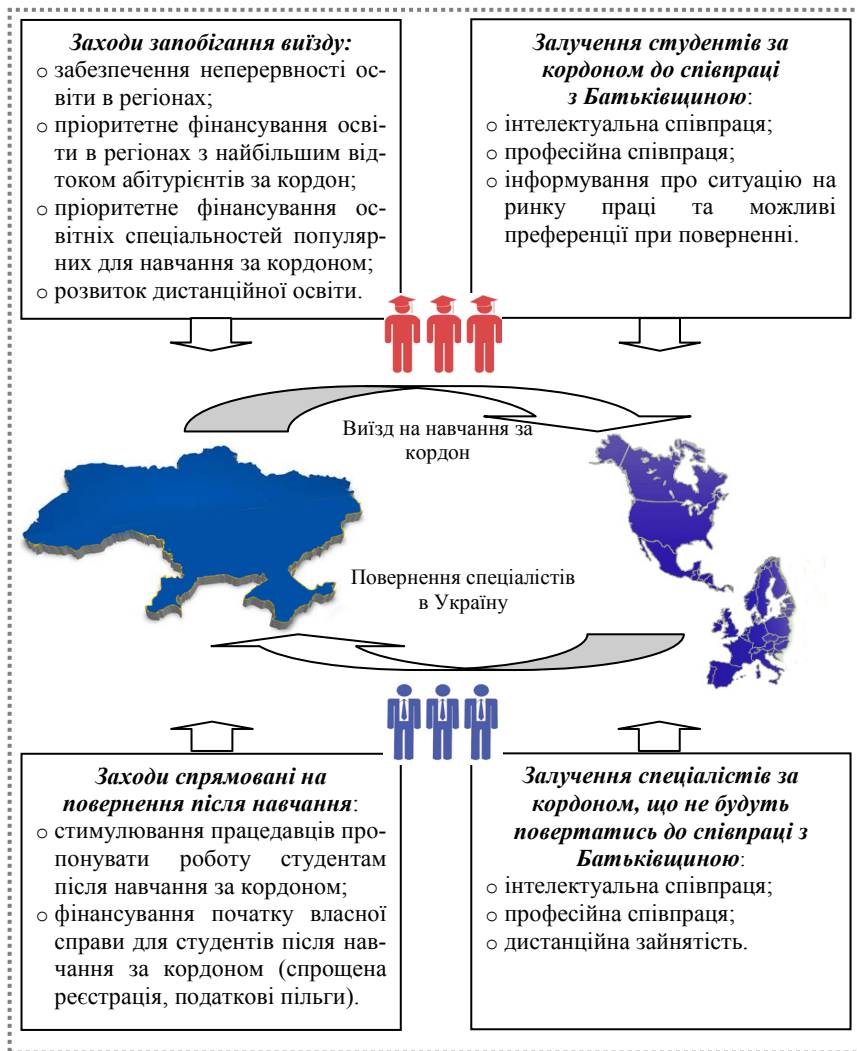 Заходи запобігання виїзду:
o забезпечення неперервності ос-
віти в регіонах;
o пріоритетне фінансування осві-
ти в регіонах з найбільшим від-
током абітурієнтів за кордон;
o пріоритетне фінансування ос-
вітніх спеціальностей популяр-
них для навчання за кордоном;
o розвиток дистанційної освіти.
Залучення студентів за
кордоном до співпраці
з Батьківщиною:
o інтелектуальна співпраця;
o професійна співпраця;
o інформування про ситуацію на
ринку праці та можливі
преференції при поверненні.
Виїзд на навчання за
кордон
Повернення спеціалістів
в Україну
Заходи спрямовані на
повернення після навчання:
o стимулювання працедавців про-
понувати роботу студентам
після навчання за кордоном;
o фінансування початку власної
справи для студентів після нав-
чання за кордоном (спрощена
реєстрація, податкові пільги).
Залучення спеціалістів за
кордоном, що не будуть
повертатись до співпраці з
Батьківщиною:
o інтелектуальна співпраця;
o професійна співпраця;
o дистанційна зайнятість.